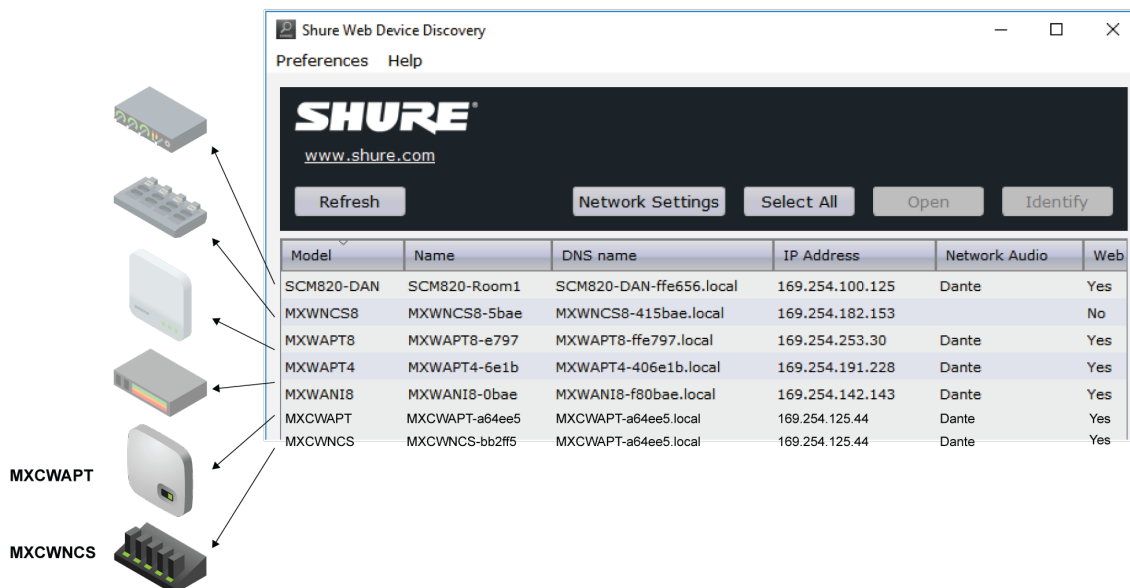 Shure Web Device Discovery
Preferences Help
SHURE®
www.shure.com
Refresh Network Settings Select All Open Identify
Model Name DNS name IP Address Network Audio Web
SCM820-DAN SCM820-Room1 SCM820-DAN-ffe656.local 169.254.100.125 Dante Yes
MXWNCS8 MXWNCS8-5bae MXWNCS8-415bae.local 169.254.182.153 No
MXWAPT8 MXWAPT8-e797 MXWAPT8-ffe797.local 169.254.253.30 Dante Yes
MXWAPT4 MXWAPT4-6e1b MXWAPT4-406e1b.local 169.254.191.228 Dante Yes
MXWANI8 MXWANI8-0bae MXWANI8-f80bae.local 169.254.142.143 Dante Yes
MXCWAPT MXCWAPT-a64ee5 MXCWAPT-a64ee5.local 169.254.125.44 Dante Yes
MXCWNCS MXCWNCS-bb2ff5 MXCWAPT-a64ee5.local 169.254.125.44 Dante Yes
MXCWAPT
MXCWNCS